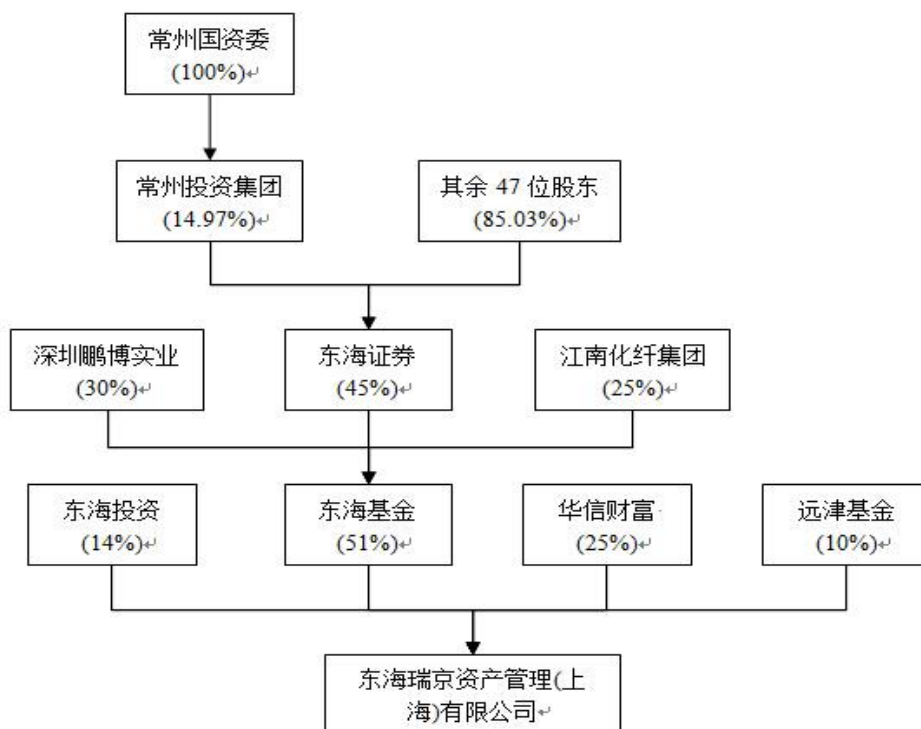 常州国资委
(100%)↵
常州投资集团
(14.97%)↵
其余 47 位股东
(85.03%)↵
深圳鹏博实业
(30%)↵
东海证券
(45%)↵
江南化纤集团
(25%)↵
东海投资
(14%)↵
东海基金
(51%)↵
华信财富
(25%)↵
远津基金
(10%)↵
东海瑞京资产管理(上
海)有限公司↵